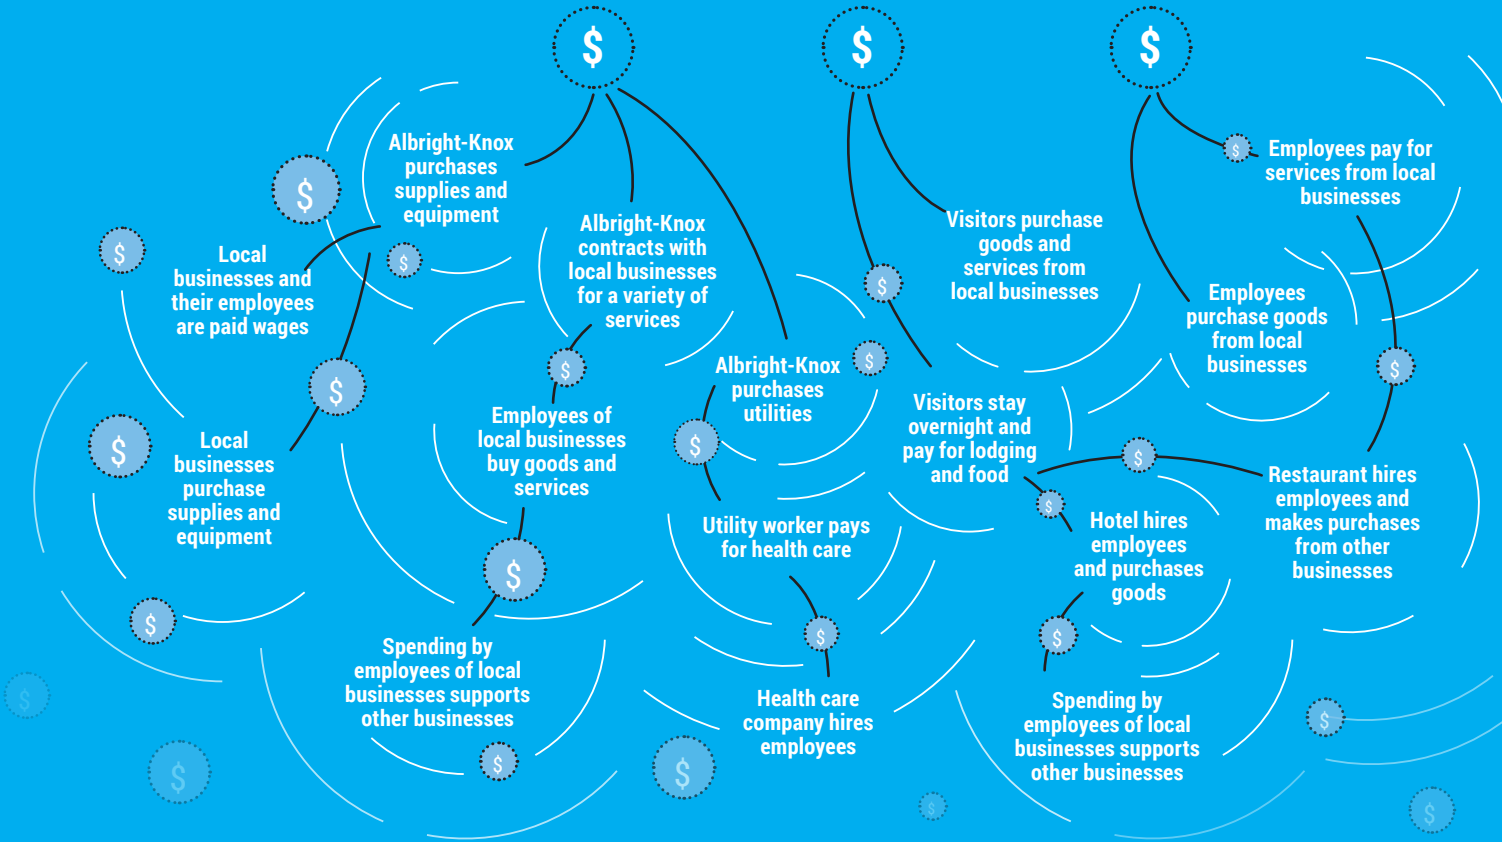 $
$
$
Albright-Knox
purchases
supplies and
equipment
$
Employees pay for
services from local
businesses
$
Albright-Knox
contracts with
local businesses
for a variety of
services
Visitors purchase
goods and
services from
local businesses
$
Local
businesses and
their employees
are paid wages
$
$
Employees
purchase goods
from local
businesses
$
$
Albright-Knox
purchases
utilities
$
$
$
Visitors stay
overnight and
pay for lodging
and food
Employees of
local businesses
buy goods and
services
$
Local
businesses
purchase
supplies and
equipment
$
$
Restaurant hires
employees and
makes purchases
from other
businesses
$
Hotel hires
employees
and purchases
goods
Utility worker pays
for health care
$
$
$
$
Spending by
employees of local
businesses supports
other businesses
Health care
company hires
employees
Spending by
employees of local
businesses supports
other businesses
$
$
$
$
$
$
$